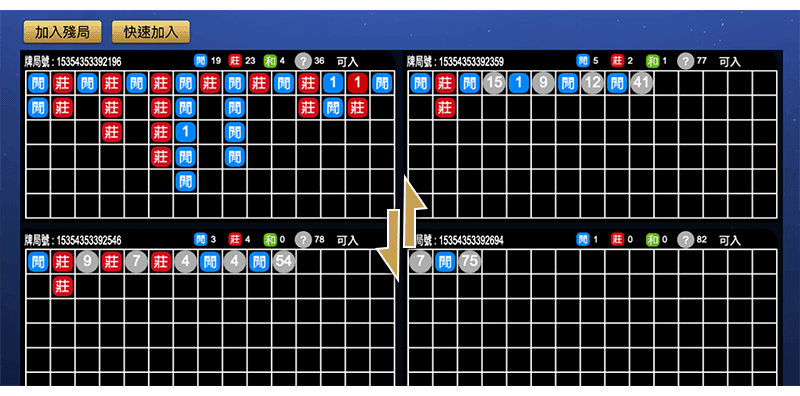 加入殘局 快速加入
牌局號 : 15354353392196 閒 19 莊 23 和 4 ? 36 可入
閒 莊 閒 莊 閒 莊 閒 莊 閒 莊 閒 莊 1 1 閒
閒 莊 莊 莊 閒 閒 莊 閒 莊
莊 莊 1 閒
莊 閒 閒
閒
牌局號 : 15354353392359 閒 5 莊 2 和 1 ? 77 可入
閒 莊 閒 15 1 9 閒 12 閒 41
莊
牌局號 : 15354353392546 閒 3 莊 4 和 0 ? 78 可入
閒 莊 9 莊 7 莊 4 閒 4 閒 54
莊
局號 : 15354353392694 閒 1 莊 0 和 0 ? 82 可入
7 閒 75